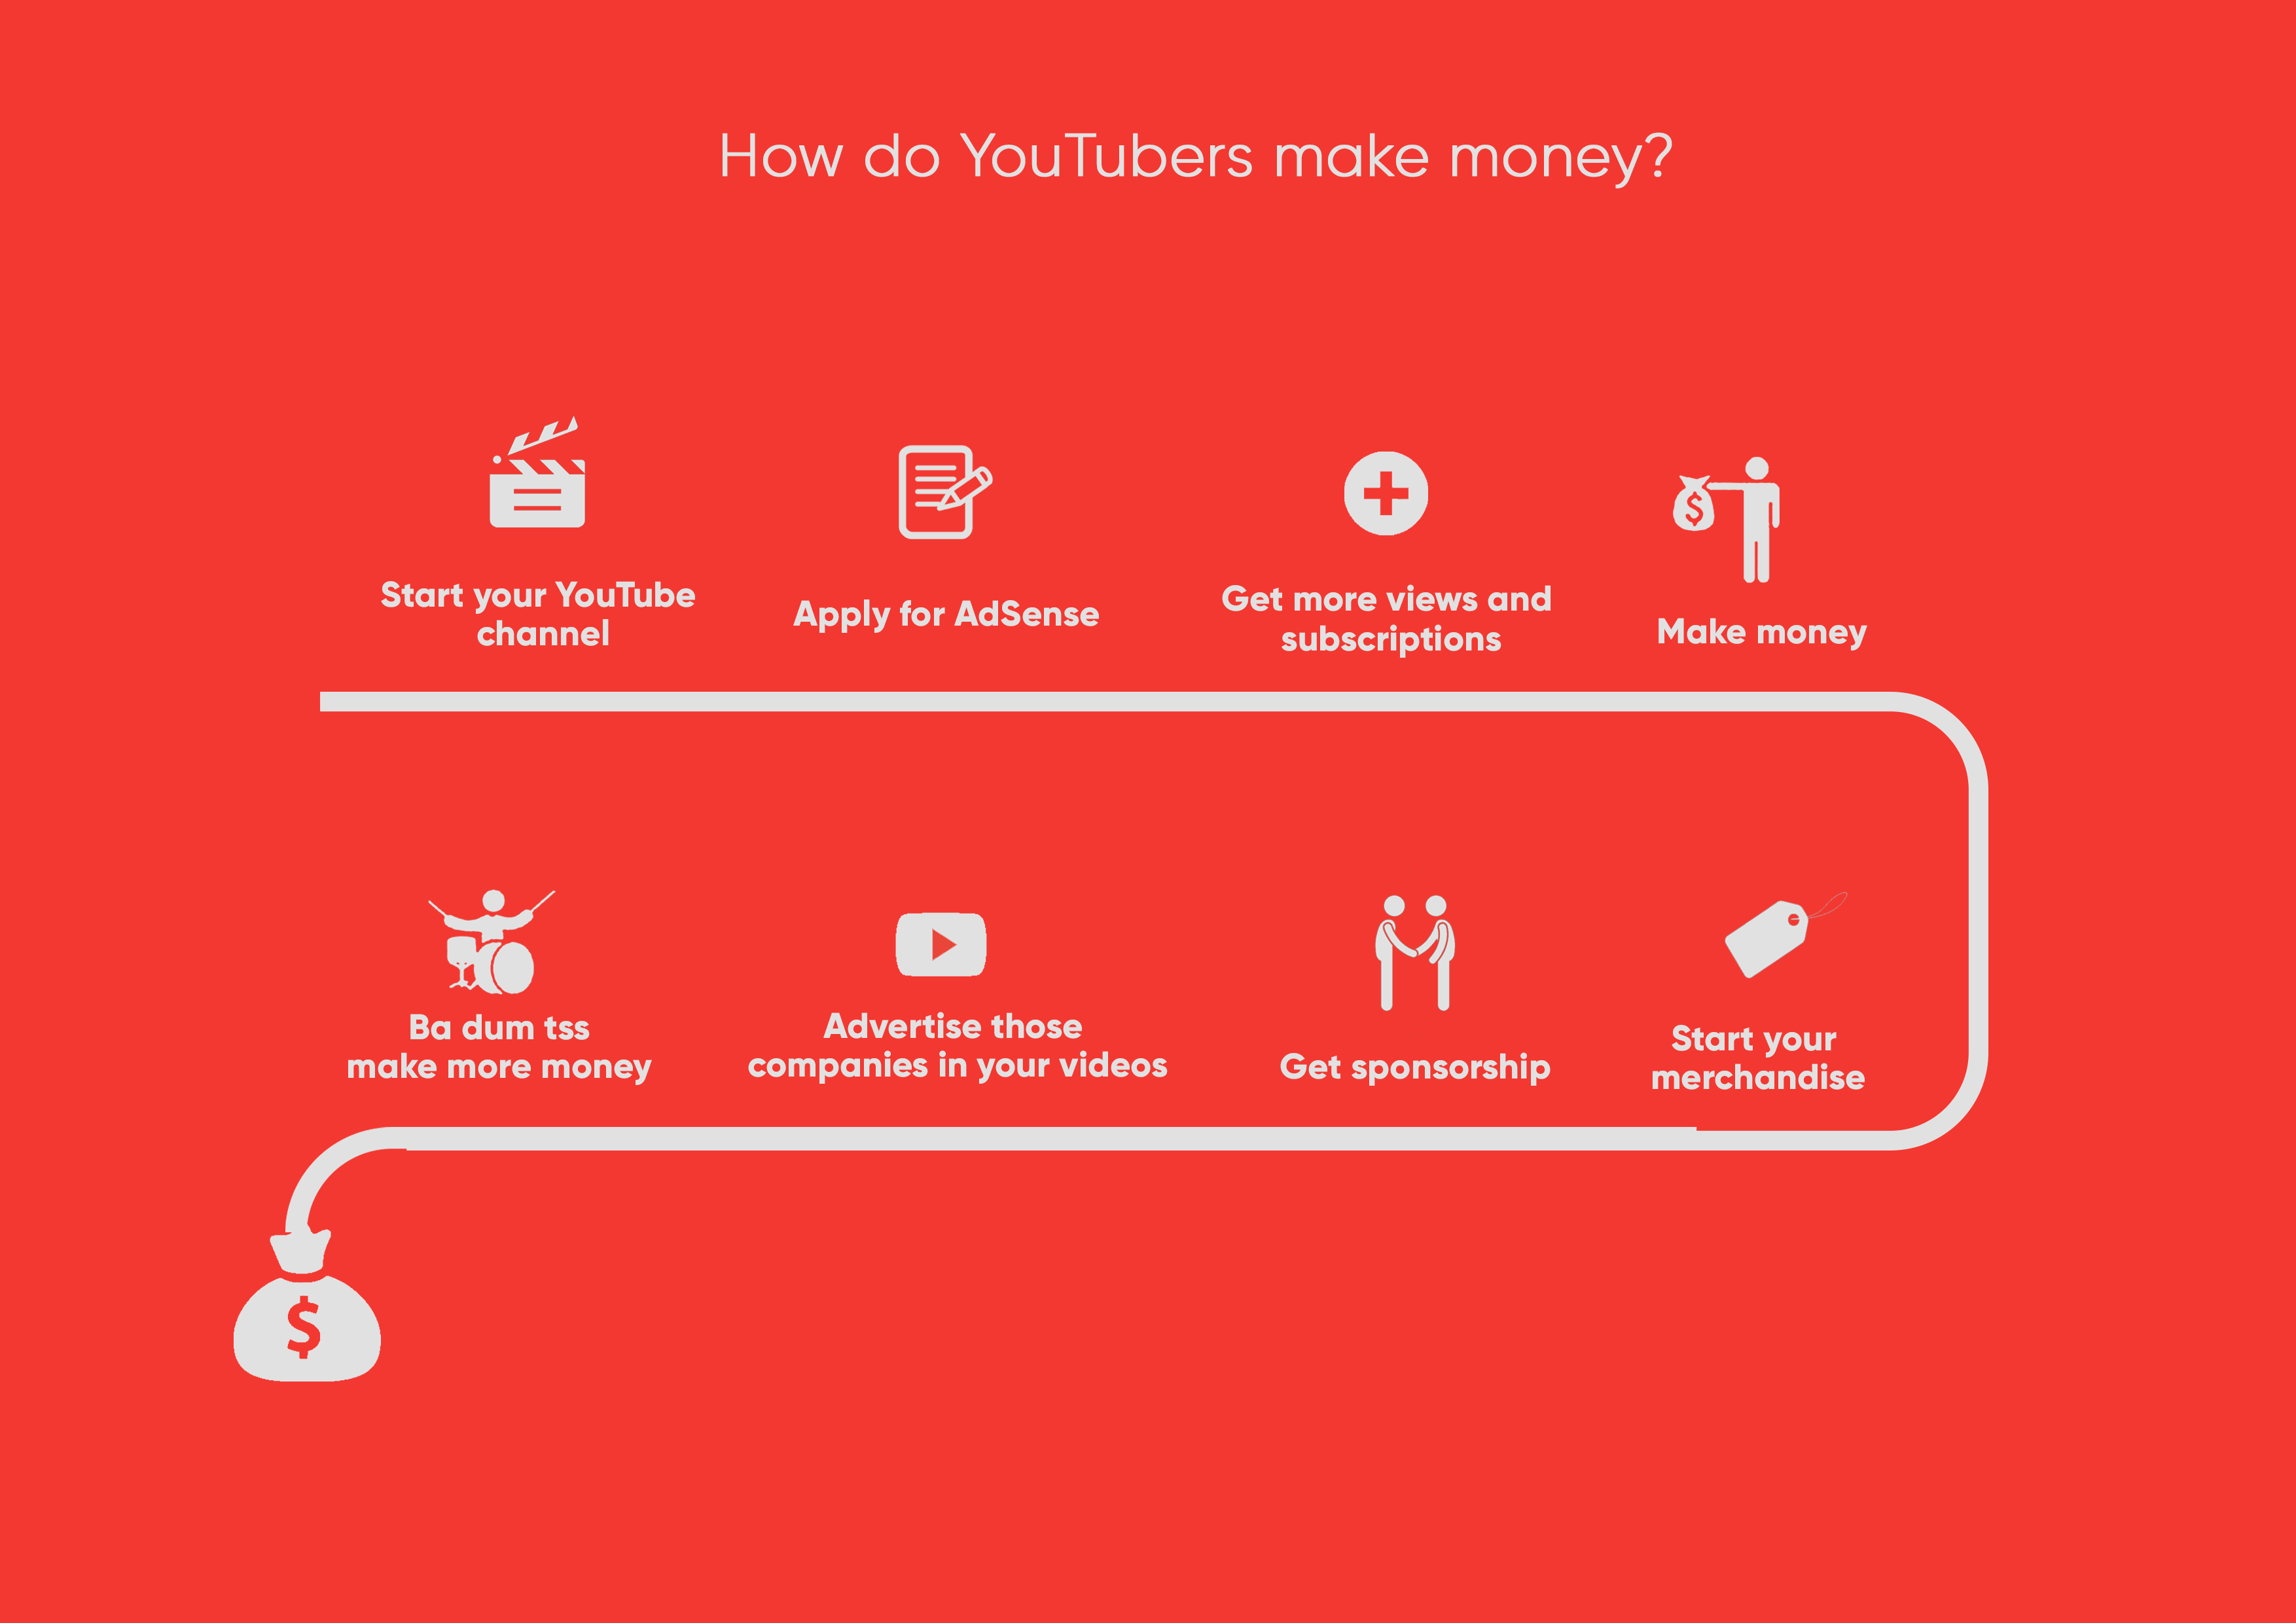 How do YouTubers make money?
Start your YouTube
channel
Apply for AdSense
Get more views and
subscriptions
Make money
$
Start your
merchandise
Get sponsorship
Advertise those
companies in your videos
Ba dum tss
make more money
$